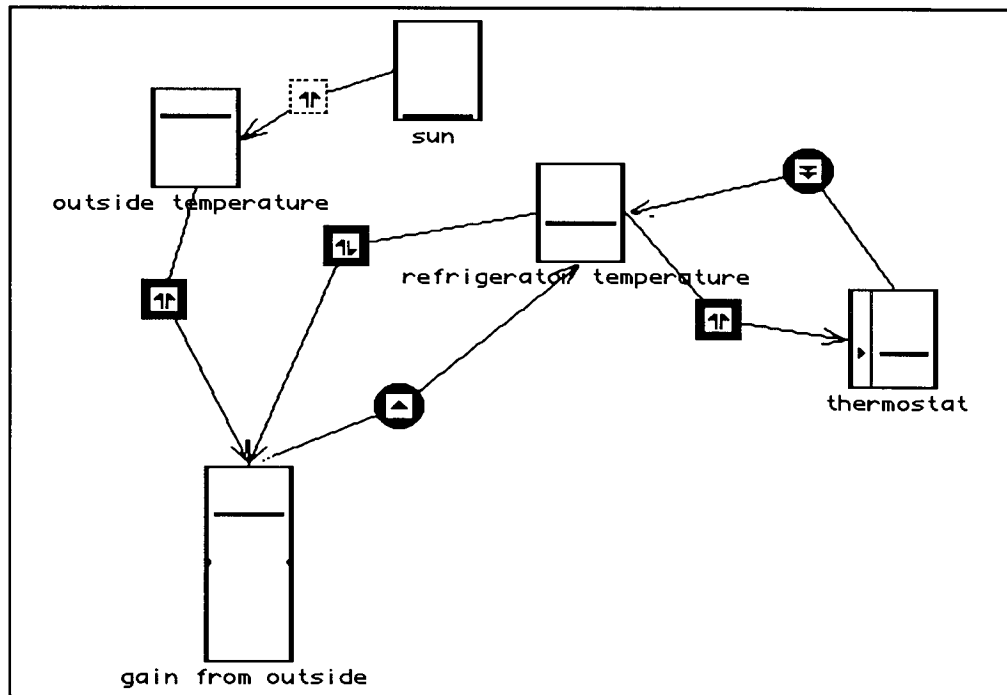 sun
outside temperature
refrigerator temperature
thermostat
gain from outside